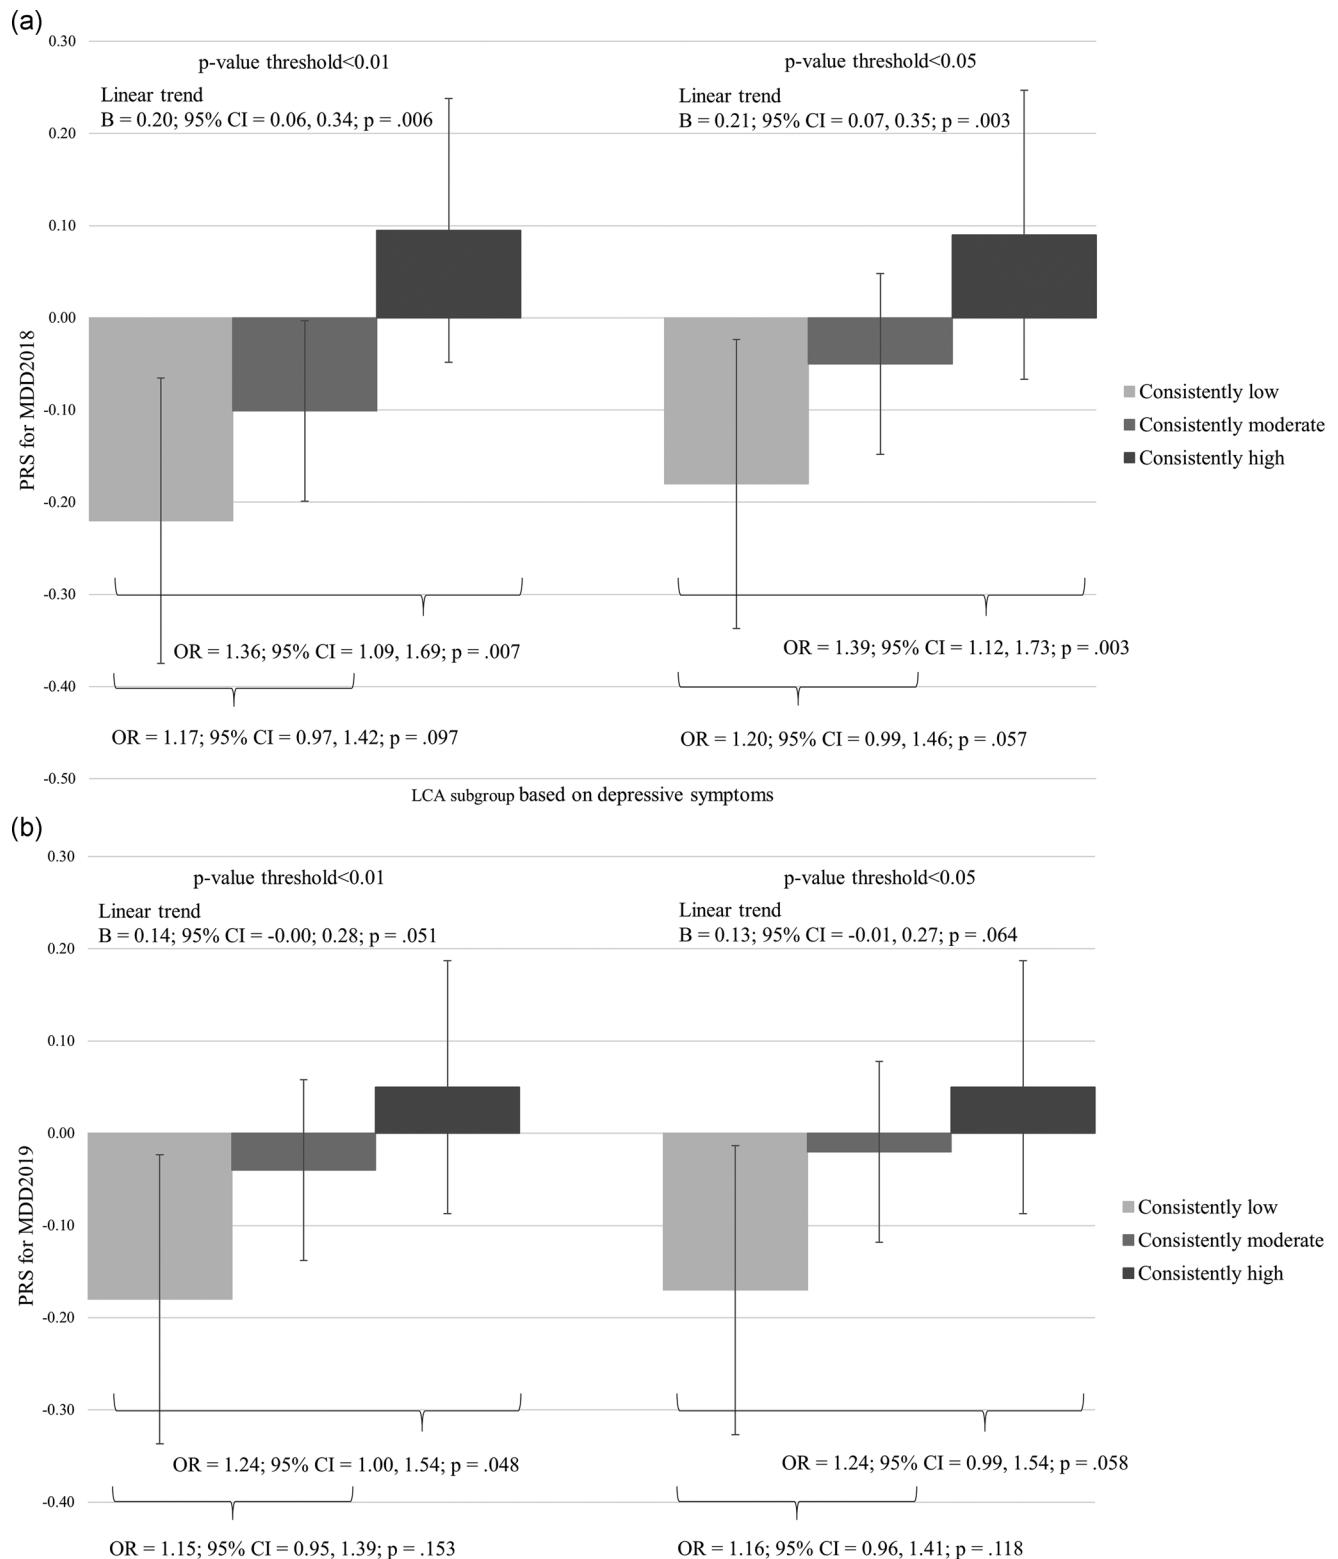 (a)
0.30
p-value threshold<0.01
p-value threshold<0.05
Linear trend
B = 0.20; 95% CI = 0.06, 0.34; p = .006
Linear trend
B = 0.21; 95% CI = 0.07, 0.35; p = .003
0.20
0.10
0.00
-0.10
-0.20
-0.30
-0.40
-0.50
PRS for MDD2018
Consistently low
Consistently moderate
Consistently high
OR = 1.36; 95% CI = 1.09, 1.69; p = .007
OR = 1.39; 95% CI = 1.12, 1.73; p = .003
OR = 1.17; 95% CI = 0.97, 1.42; p = .097
OR = 1.20; 95% CI = 0.99, 1.46; p = .057
LCA subgroup based on depressive symptoms
(b)
0.30
p-value threshold<0.01
p-value threshold<0.05
Linear trend
B = 0.14; 95% CI = -0.00; 0.28; p = .051
Linear trend
B = 0.13; 95% CI = -0.01, 0.27; p = .064
0.20
0.10
0.00
-0.10
-0.20
-0.30
-0.40
PRS for MDD2019
Consistently low
Consistently moderate
Consistently high
OR = 1.24; 95% CI = 1.00, 1.54; p = .048
OR = 1.24; 95% CI = 0.99, 1.54; p = .058
OR = 1.15; 95% CI = 0.95, 1.39; p = .153
OR = 1.16; 95% CI = 0.96, 1.41; p = .118